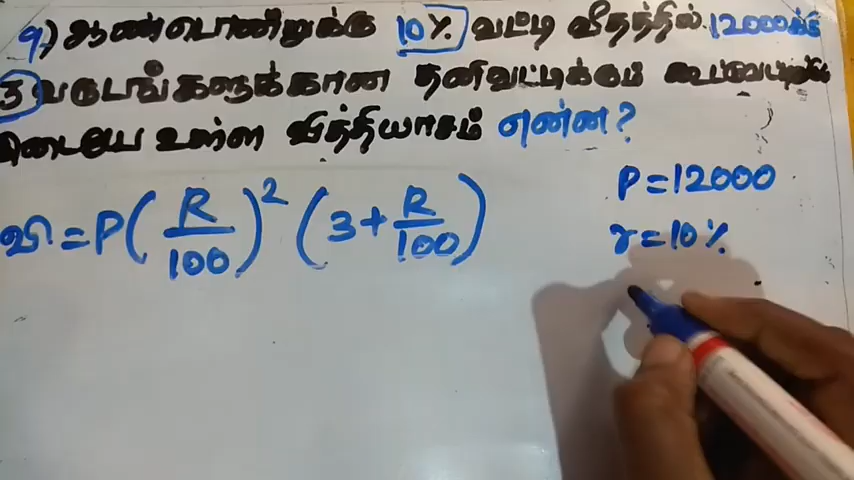 9) ஆண்டொன்றுக்கு 10% வட்டி வீதத்தில் 12000க்கு
3 வருடங்களுக்கான தனிவட்டிக்கும் கூட்டுவட்டிக்கும்
இடையே உள்ள வித்தியாசம் என்ன?
வி = P(R/100)²(3+R/100)
P=12000
r=10%